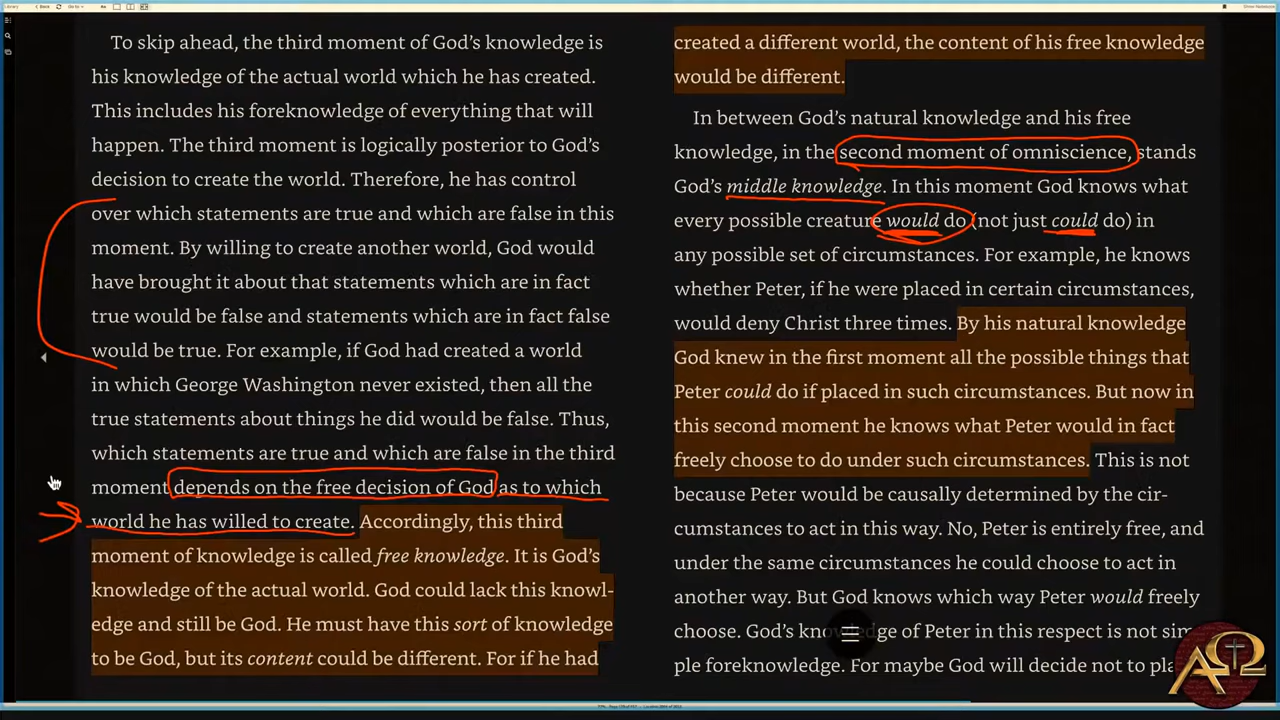 To skip ahead, the third moment of God’s knowledge is
his knowledge of the actual world which he has created.
This includes his foreknowledge of everything that will
happen. The third moment is logically posterior to God’s
decision to create the world. Therefore, he has control
over which statements are true and which are false in this
moment. By willing to create another world, God would
have brought it about that statements which are in fact
true would be false and statements which are in fact false
would be true. For example, if God had created a world
in which George Washington never existed, then all the
true statements about things he did would be false. Thus,
which statements are true and which are false in the third
moment depends on the free decision of God as to which
world he has willed to create. Accordingly, this third
moment of knowledge is called free knowledge. It is God’s
knowledge of the actual world. God could lack this knowl-
edge and still be God. He must have this sort of knowledge
to be God, but its content could be different. For if he had
created a different world, the content of his free knowledge
would be different.
In between God’s natural knowledge and his free
knowledge, in the second moment of omniscience, stands
God’s middle knowledge. In this moment God knows what
every possible creature would do (not just could do) in
any possible set of circumstances. For example, he knows
whether Peter, if he were placed in certain circumstances,
would deny Christ three times. By his natural knowledge
God knew in the first moment all the possible things that
Peter could do if placed in such circumstances. But now in
this second moment he knows what Peter would in fact
freely choose to do under such circumstances. This is not
because Peter would be causally determined by the cir-
cumstances to act in this way. No, Peter is entirely free, and
under the same circumstances he could choose to act in
another way. But God knows which way Peter would freely
choose. God’s knowledge of Peter in this respect is not sim
ple foreknowledge. For maybe God will decide not to pla
ΑΩ